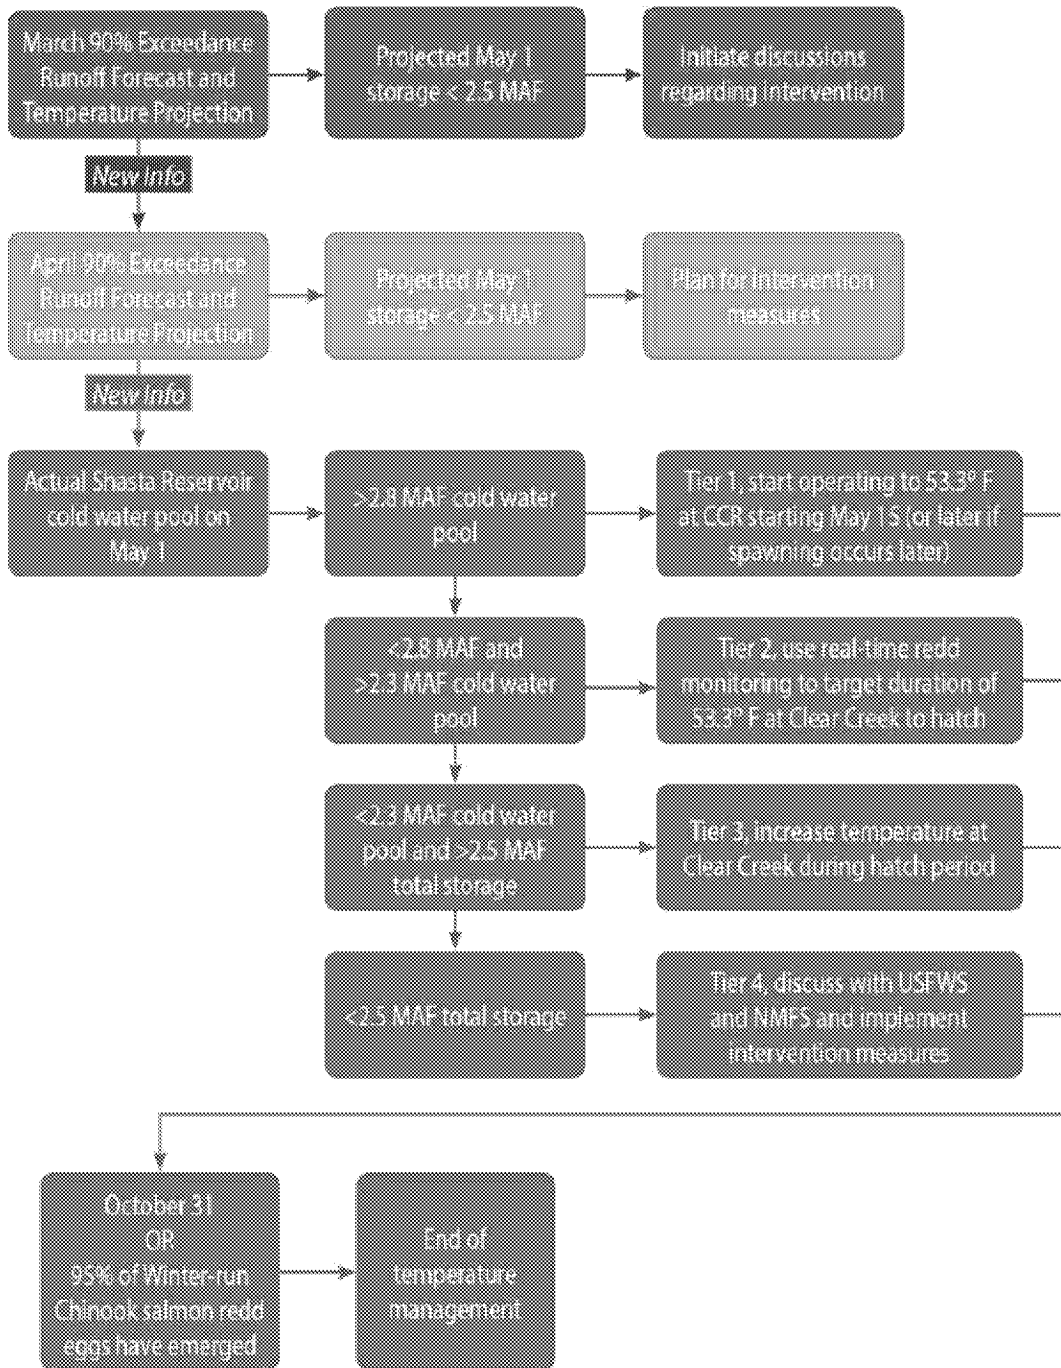 March 90% Exceedance
Runoff Forecast and
Temperature Projection
Projected May 1
storage < 2.5 MAF
Initiate discussions
regarding intervention
New Info
April 90% Exceedance
Runoff Forecast and
Temperature Projection
Projected May 1
storage < 2.5 MAF
Plan for intervention
measures
New Info
Actual Shasta Reservoir
cold water pool on
May 1
>2.8 MAF cold water
pool
Tier 1, start operating to 53.3° F
at CCR starting May 15 (or later if
spawning occurs later)
<2.8 MAF and
>2.3 MAF cold water
pool
Tier 2, use real-time redd
monitoring to target duration of
53.3° F at Clear Creek to hatch
<2.3 MAF cold water
pool and >2.5 MAF
total storage
Tier 3, increase temperature at
Clear Creek during hatch period
<2.5 MAF total storage
Tier 4, discuss with USFWS
and NMFS and implement
intervention measures
October 31
OR
95% of Winter-run
Chinook salmon redd
eggs have emerged
End of
temperature
management